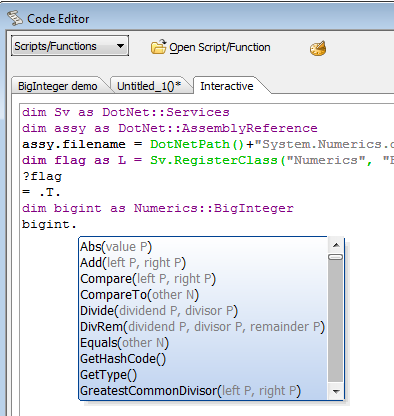 Code Editor
Scripts/Functions Open Script/Function
BigInteger demo Untitled_1()* Interactive
dim Sv as DotNet::Services
dim assy as DotNet::AssemblyReference
assy.filename = DotNetPath()+"System.Numerics.d
dim flag as L = Sv.RegisterClass("Numerics", "
?flag
= .T.
dim bigint as Numerics::BigInteger
bigint.
Abs(value P)
Add(left P, right P)
Compare(left P, right P)
CompareTo(other N)
Divide(dividend P, divisor P)
DivRem(dividend P, divisor P, remainder P)
Equals(other N)
GetHashCode()
GetType()
GreatestCommonDivisor(left P, right P)